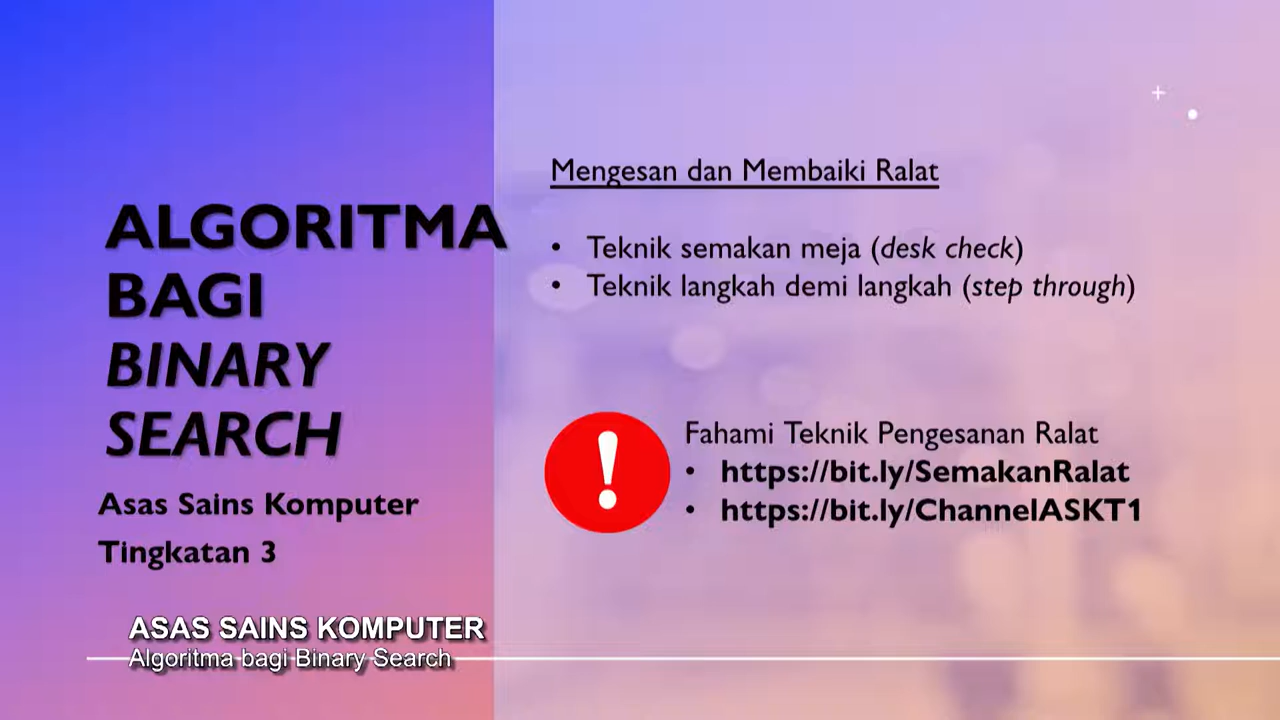 ALGORITMA
BAGI
BINARY
SEARCH
Asas Sains Komputer
Tingkatan 3
Mengesan dan Membaiki Ralat
• Teknik semakan meja (desk check)
• Teknik langkah demi langkah (step through)
!
Fahami Teknik Pengesanan Ralat
• https://bit.ly/SemakanRalat
• https://bit.ly/ChannelASKT1
ASAS SAINS KOMPUTER
Algoritma bagi Binary Search